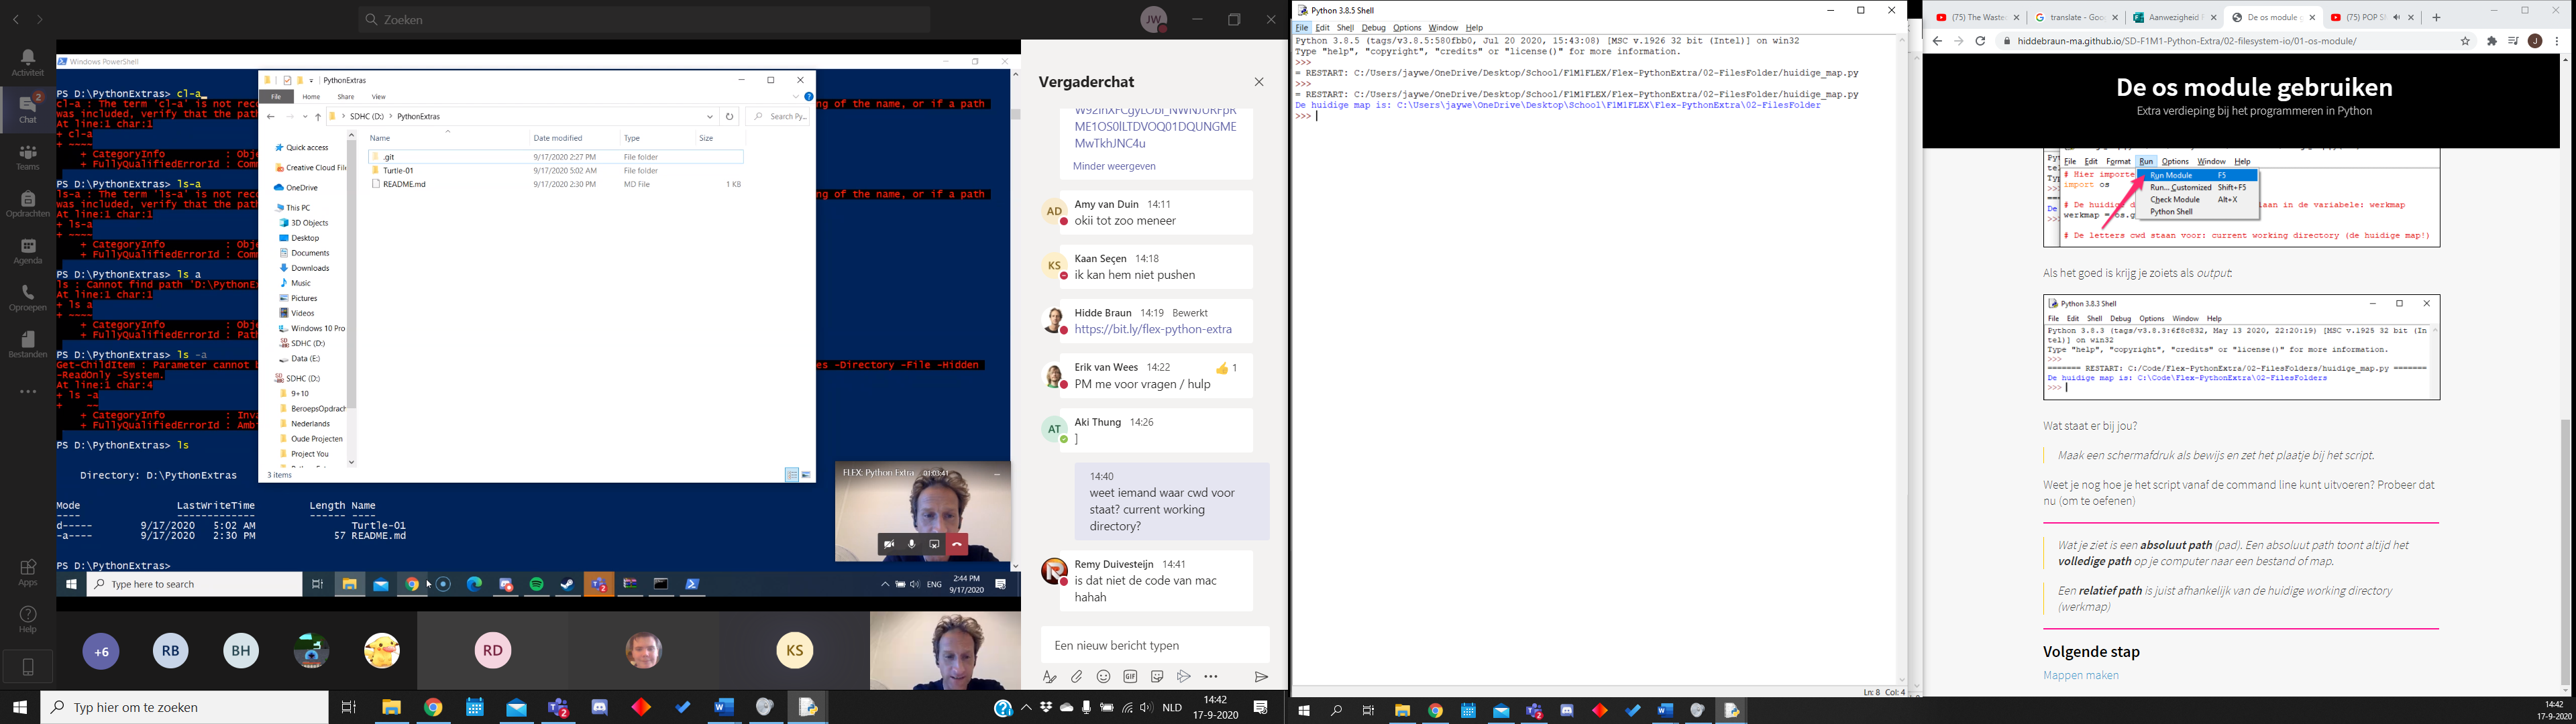 Zoeken
JW
Activiteit
2
Chat
Teams
Opdrachten
Agenda
Oproepen
Bestanden
Apps
Help
Windows PowerShell
PS D:\PythonExtras> cl-a
cl-a : The term 'cl-a' is not rec
ng of the name, or if a path
was included, verify that the path
At line:1 char:1
+ cl-a
+ ~~~~
+ CategoryInfo : Obje
+ FullyQualifiedErrorId : Comm
PS D:\PythonExtras> ls-a
ls-a : The term 'ls-a' is not rec
ng of the name, or if a path
was included, verify that the path
At line:1 char:1
+ ls-a
+ ~~~~
+ CategoryInfo : Obje
+ FullyQualifiedErrorId : Comm
PS D:\PythonExtras> ls a
ls : Cannot find path 'D:\PythonEx
At line:1 char:1
+ ls a
+ ~~~~
+ CategoryInfo : Obje
+ FullyQualifiedErrorId : Path
PS D:\PythonExtras> ls -a
Get-ChildItem : Parameter cannot b
es -Directory -File -Hidden
-ReadOnly -System.
At line:1 char:4
+ ls -a
+ ~~
+ CategoryInfo : Inva
+ FullyQualifiedErrorId : Ambi
PS D:\PythonExtras> ls
Directory: D:\PythonExtras
Mode LastWriteTime Length Name
---- ------------- ------ ----
d----- 9/17/2020 5:02 AM Turtle-01
-a---- 9/17/2020 2:30 PM 57 README.md
PS D:\PythonExtras>
PythonExtras
File Home Share View
SDHC (D:) > PythonExtras
Search Py...
Name Date modified Type Size
.git 9/17/2020 2:27 PM File folder
Turtle-01 9/17/2020 5:02 AM File folder
README.md 9/17/2020 2:30 PM MD File 1 KB
Quick access
Creative Cloud File
OneDrive
This PC
3D Objects
Desktop
Documents
Downloads
Music
Pictures
Videos
Windows 10 Pro
SDHC (D:)
Data (E:)
SDHC (D:)
9+10
BeroepsOpdrach
Nederlands
Oude Projecten
Project You
3 items
FLEX: Python Extra 01:03:41
Type here to search
ENG
2:44 PM
9/17/2020
+6
RB
BH
RD
KS
Vergaderchat
ME1OS0lLTDVOQ01DQUNGME
MwTkhJNC4u
Minder weergeven
AD
Amy van Duin 14:11
okii tot zoo meneer
KS
Kaan Seçen 14:18
ik kan hem niet pushen
Hidde Braun 14:19 Bewerkt
https://bit.ly/flex-python-extra
Erik van Wees 14:22
1
PM me voor vragen / hulp
AT
Aki Thung 14:26
]
14:40
weet iemand waar cwd voor
staat? current working
directory?
Remy Duivesteijn 14:41
is dat niet de code van mac
hahah
Een nieuw bericht typen
GIF
Typ hier om te zoeken
NLD
14:42
17-9-2020
Python 3.8.5 Shell
File Edit Shell Debug Options Window Help
Python 3.8.5 (tags/v3.8.5:580fbb0, Jul 20 2020, 15:43:08) [MSC v.1926 32 bit (Intel)] on win32
Type "help", "copyright", "credits" or "license()" for more information.
>>>
= RESTART: C:/Users/jaywe/OneDrive/Desktop/School/F1M1FLEX/Flex-PythonExtra/02-FilesFolder/huidige_map.py
>>>
= RESTART: C:/Users/jaywe/OneDrive/Desktop/School/F1M1FLEX/Flex-PythonExtra/02-FilesFolder/huidige_map.py
De huidige map is: C:\Users\jaywe\OneDrive\Desktop\School\F1M1FLEX\Flex-PythonExtra\02-FilesFolder
>>>
Ln: 8 Col: 4
(75) The Waste
translate - Goo
Aanwezigheid
De os module g
(75) POP S
hiddebraun-ma.github.io/SD-F1M1-Python-Extra/02-filesystem-io/01-os-module/
De os module gebruiken
Extra verdieping bij het programmeren in Python
File Edit Format Run Options Window Help
# Hier importe
import os
Run Module F5
Run... Customized Shift+F5
Check Module Alt+X
Python Shell
# De huidige d
laan in de variabele: werkmap
werkmap = os.g
# De letters cwd staan voor: current working directory (de huidige map!)
Als het goed is krijg je zoiets als output:
Python 3.8.3 Shell
File Edit Shell Debug Options Window Help
Python 3.8.3 (tags/v3.8.3:6f8c832, May 13 2020, 22:20:19) [MSC v.1925 32 bit (In
tel)] on win32
Type "help", "copyright", "credits" or "license()" for more information.
>>>
======= RESTART: C:/Code/Flex-PythonExtra/02-FilesFolders/huidige_map.py =======
De huidige map is: C:\Code\Flex-PythonExtra\02-FilesFolders
>>>
Wat staat er bij jou?
Maak een schermafdruk als bewijs en zet het plaatje bij het script.
Weet je nog hoe je het script vanaf de command line kunt uitvoeren? Probeer dat
nu (om te oefenen)
Wat je ziet is een absoluut path (pad). Een absoluut path toont altijd het
volledige path op je computer naar een bestand of map.
Een relatief path is juist afhankelijk van de huidige working directory
(werkmap)
Volgende stap
Mappen maken
14:42
17-9-2020